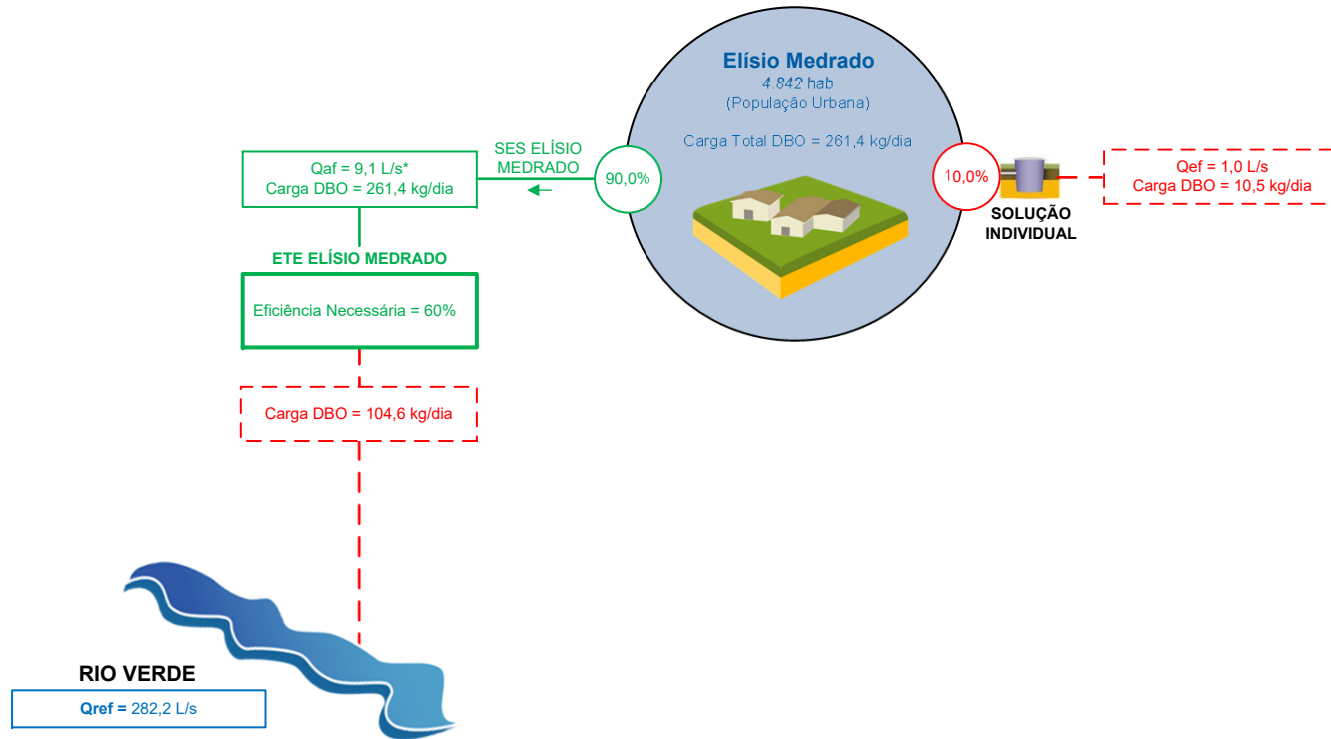 Elísio Medrado
4.842 hab
(População Urbana)
Carga Total DBO = 261,4 kg/dia
SES ELÍSIO
MEDRADO
90,0%
Qaf = 9,1 L/s*
Carga DBO = 261,4 kg/dia
10,0%
SOLUÇÃO
INDIVIDUAL
Qef = 1,0 L/s
Carga DBO = 10,5 kg/dia
ETE ELÍSIO MEDRADO
Eficiência Necessária = 60%
Carga DBO = 104,6 kg/dia
RIO VERDE
Qref = 282,2 L/s